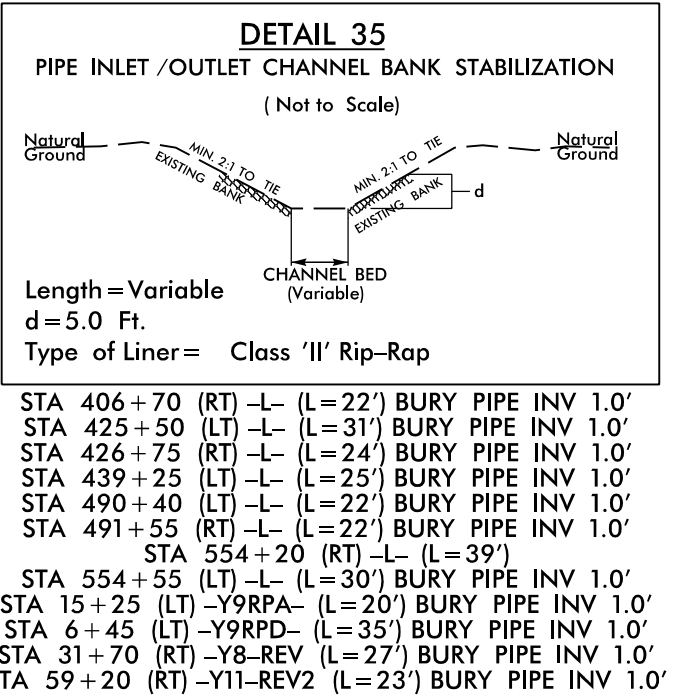 DETAIL 35
PIPE INLET / OUTLET CHANNEL BANK STABILIZATION
( Not to Scale)
Natural Ground
MIN. 2:1 TO TIE
EXISTING BANK
MIN. 2:1 TO TIE
EXISTING BANK
Natural Ground
d
CHANNEL BED
(Variable)
Length = Variable
d = 5.0 Ft.
Type of Liner = Class 'II' Rip-Rap
STA 406+70 (RT) -L- (L=22') BURY PIPE INV 1.0'
STA 425+50 (LT) -L- (L=31') BURY PIPE INV 1.0'
STA 426+75 (RT) -L- (L=24') BURY PIPE INV 1.0'
STA 439+25 (LT) -L- (L=25') BURY PIPE INV 1.0'
STA 490+40 (LT) -L- (L=22') BURY PIPE INV 1.0'
STA 491+55 (RT) -L- (L=22') BURY PIPE INV 1.0'
STA 554+20 (RT) -L- (L=39')
STA 554+55 (LT) -L- (L=30') BURY PIPE INV 1.0'
STA 15+25 (LT) -Y9RPA- (L=20') BURY PIPE INV 1.0'
STA 6+45 (LT) -Y9RPD- (L=35') BURY PIPE INV 1.0'
STA 31+70 (RT) -Y8-REV (L=27') BURY PIPE INV 1.0'
TA 59+20 (RT) -Y11-REV2 (L=23') BURY PIPE INV 1.0'